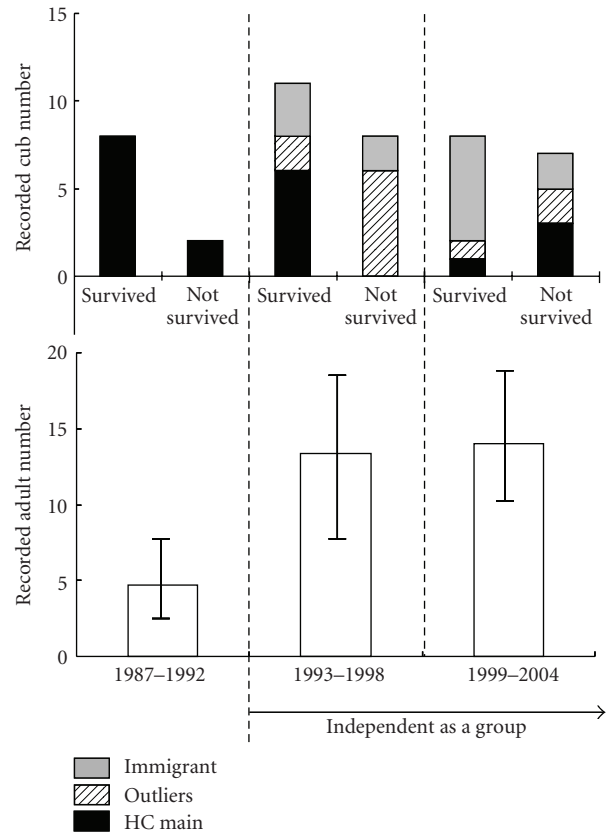 15
10
5
0
Recorded cub number
Survived
Not
survived
Survived
Not
survived
Survived
Not
survived
20
15
10
5
0
Recorded adult number
1987–1992
1993–1998
1999–2004
Independent as a group
Immigrant
Outliers
HC main